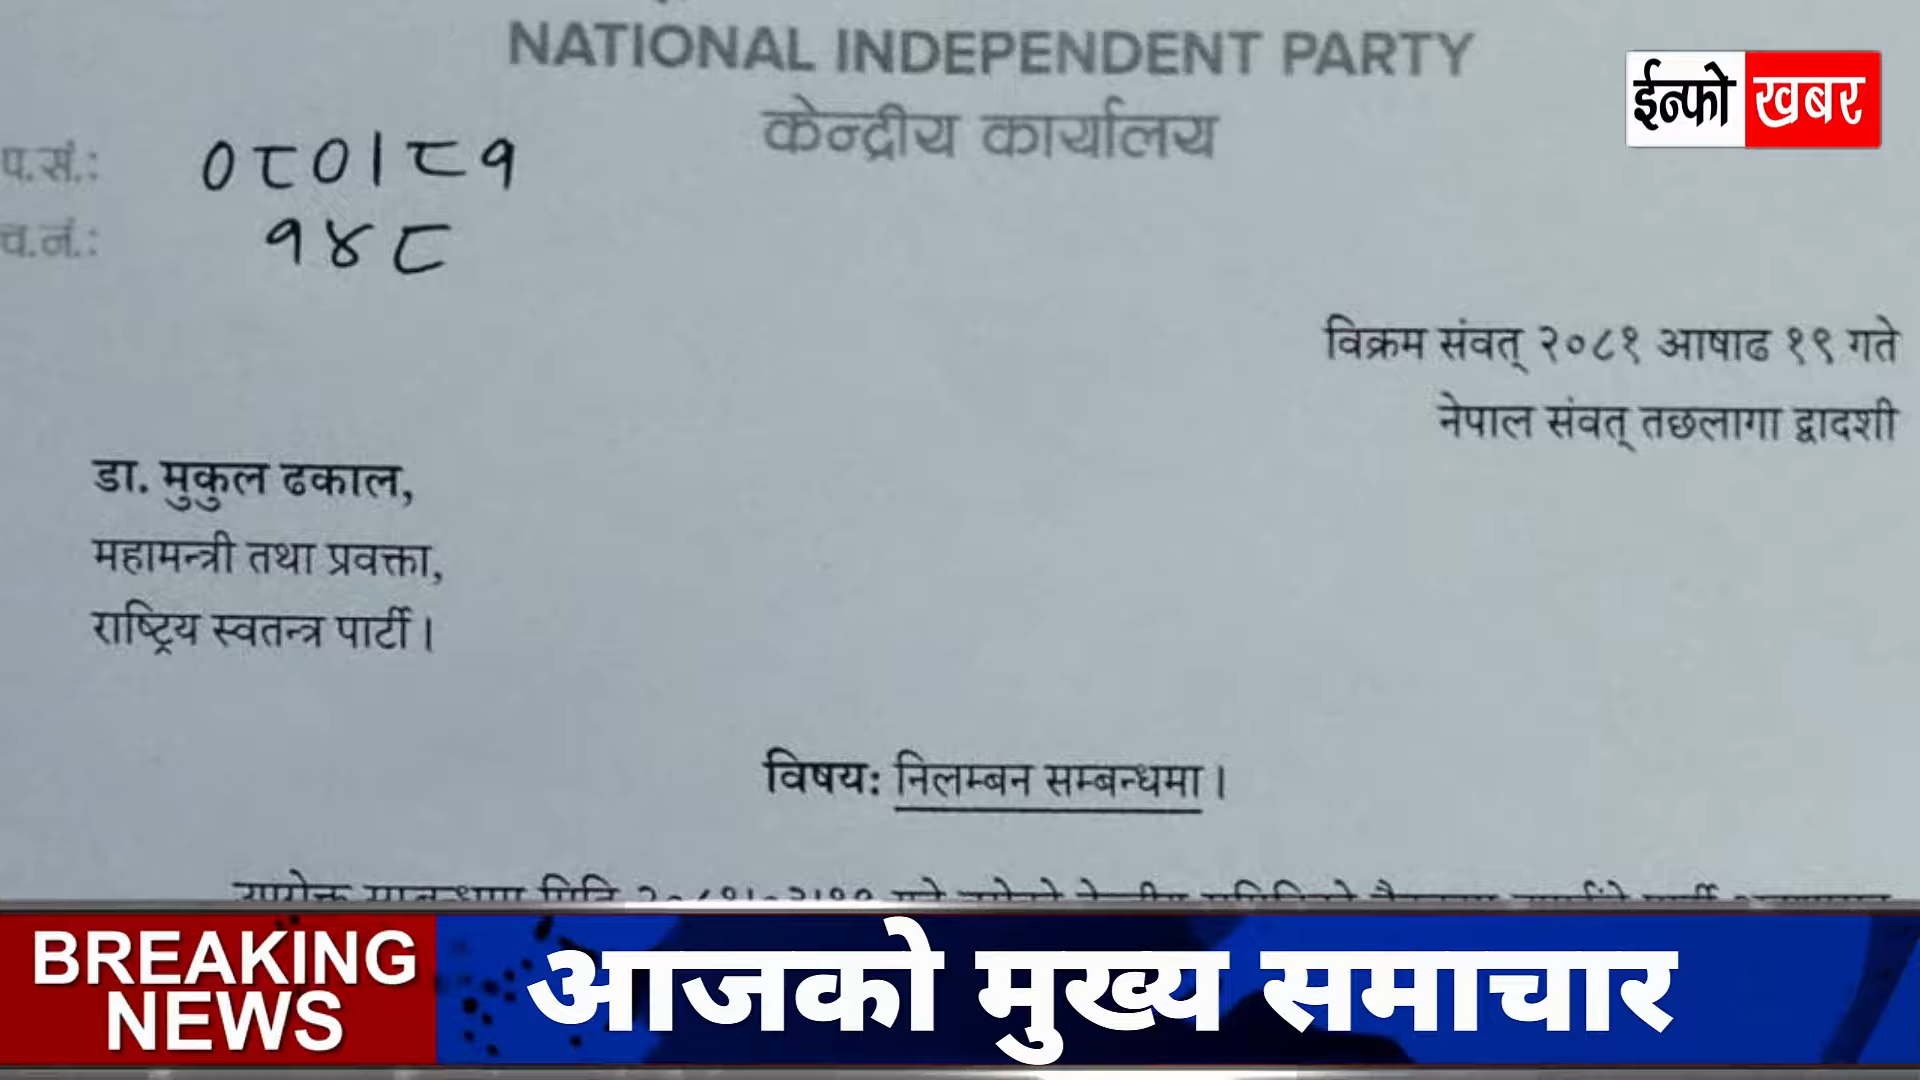 NATIONAL INDEPENDENT PARTY
केन्द्रीय कार्यालय
ईन्फो खबर
प.सं.: ०८०।८१
च.नं.: १४८
विक्रम संवत् २०८१ आषाढ १९ गते
नेपाल संवत् तछलागा द्वादशी
डा. मुकुल ढकाल,
महामन्त्री तथा प्रवक्ता,
राष्ट्रिय स्वतन्त्र पार्टी।
विषय: निलम्बन सम्बन्धमा।
BREAKING
NEWS
आजको मुख्य समाचार